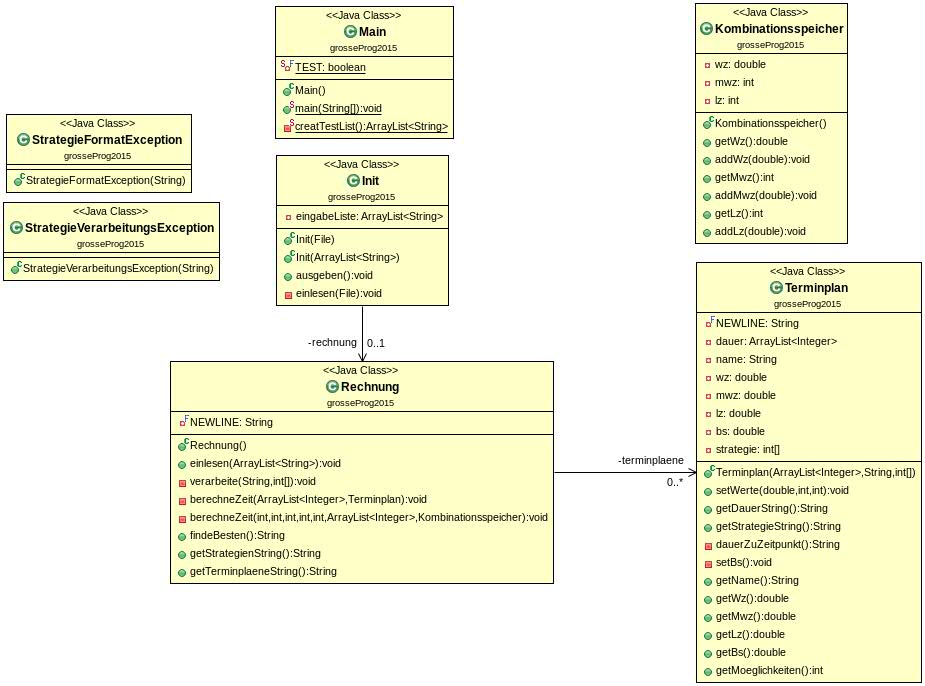 <<Java Class>>
Main
grosseProg2015
TEST: boolean
Main()
main(String[]):void
creatTestList():ArrayList<String>
<<Java Class>>
Kombinationsspeicher
grosseProg2015
wz: double
mwz: int
lz: int
Kombinationsspeicher()
getWz():double
addWz(double):void
getMwz():int
addMwz(double):void
getLz():int
addLz(double):void
<<Java Class>>
StrategieFormatException
grosseProg2015
StrategieFormatException(String)
<<Java Class>>
StrategieVerarbeitungsException
grosseProg2015
StrategieVerarbeitungsException(String)
<<Java Class>>
Init
grosseProg2015
eingabeListe: ArrayList<String>
Init(File)
Init(ArrayList<String>)
ausgeben():void
einlesen(File):void
-rechnung 0..1
<<Java Class>>
Rechnung
grosseProg2015
NEWLINE: String
Rechnung()
einlesen(ArrayList<String>):void
verarbeite(String,int[]):void
berechneZeit(ArrayList<Integer>,Terminplan):void
berechneZeit(int,int,int,int,int,ArrayList<Integer>,Kombinationsspeicher):void
findeBesten():String
getStrategienString():String
getTerminplaeneString():String
-terminplaene
0..*
<<Java Class>>
Terminplan
grosseProg2015
NEWLINE: String
dauer: ArrayList<Integer>
name: String
wz: double
mwz: double
lz: double
bs: double
strategie: int[]
Terminplan(ArrayList<Integer>,String,int[])
setWerte(double,int,int):void
getDauerString():String
getStrategieString():String
dauerZuZeitpunkt():String
setBs():void
getName():String
getWz():double
getMwz():double
getLz():double
getBs():double
getMoeglichkeiten():int